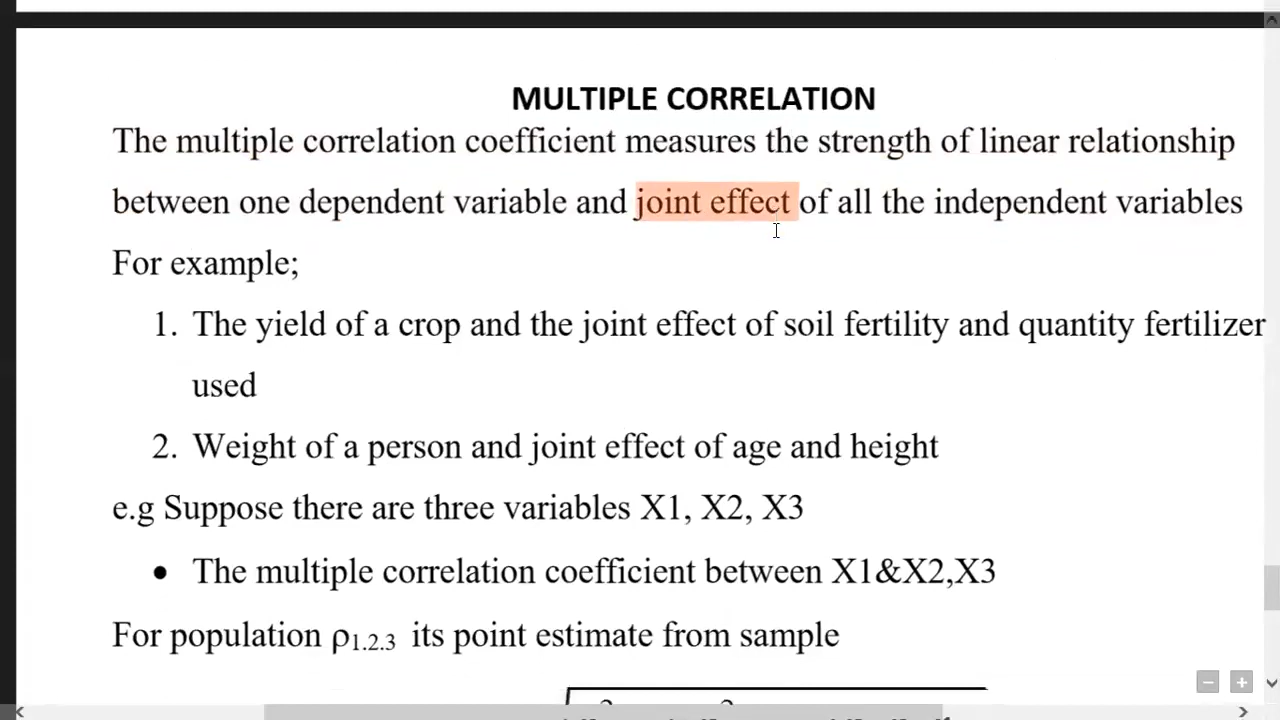 MULTIPLE CORRELATION
The multiple correlation coefficient measures the strength of linear relationship
between one dependent variable and joint effect of all the independent variables
For example;
1. The yield of a crop and the joint effect of soil fertility and quantity fertilizer
used
2. Weight of a person and joint effect of age and height
e.g Suppose there are three variables X1, X2, X3
• The multiple correlation coefficient between X1&X2,X3
For population ρ1.2.3 its point estimate from sample